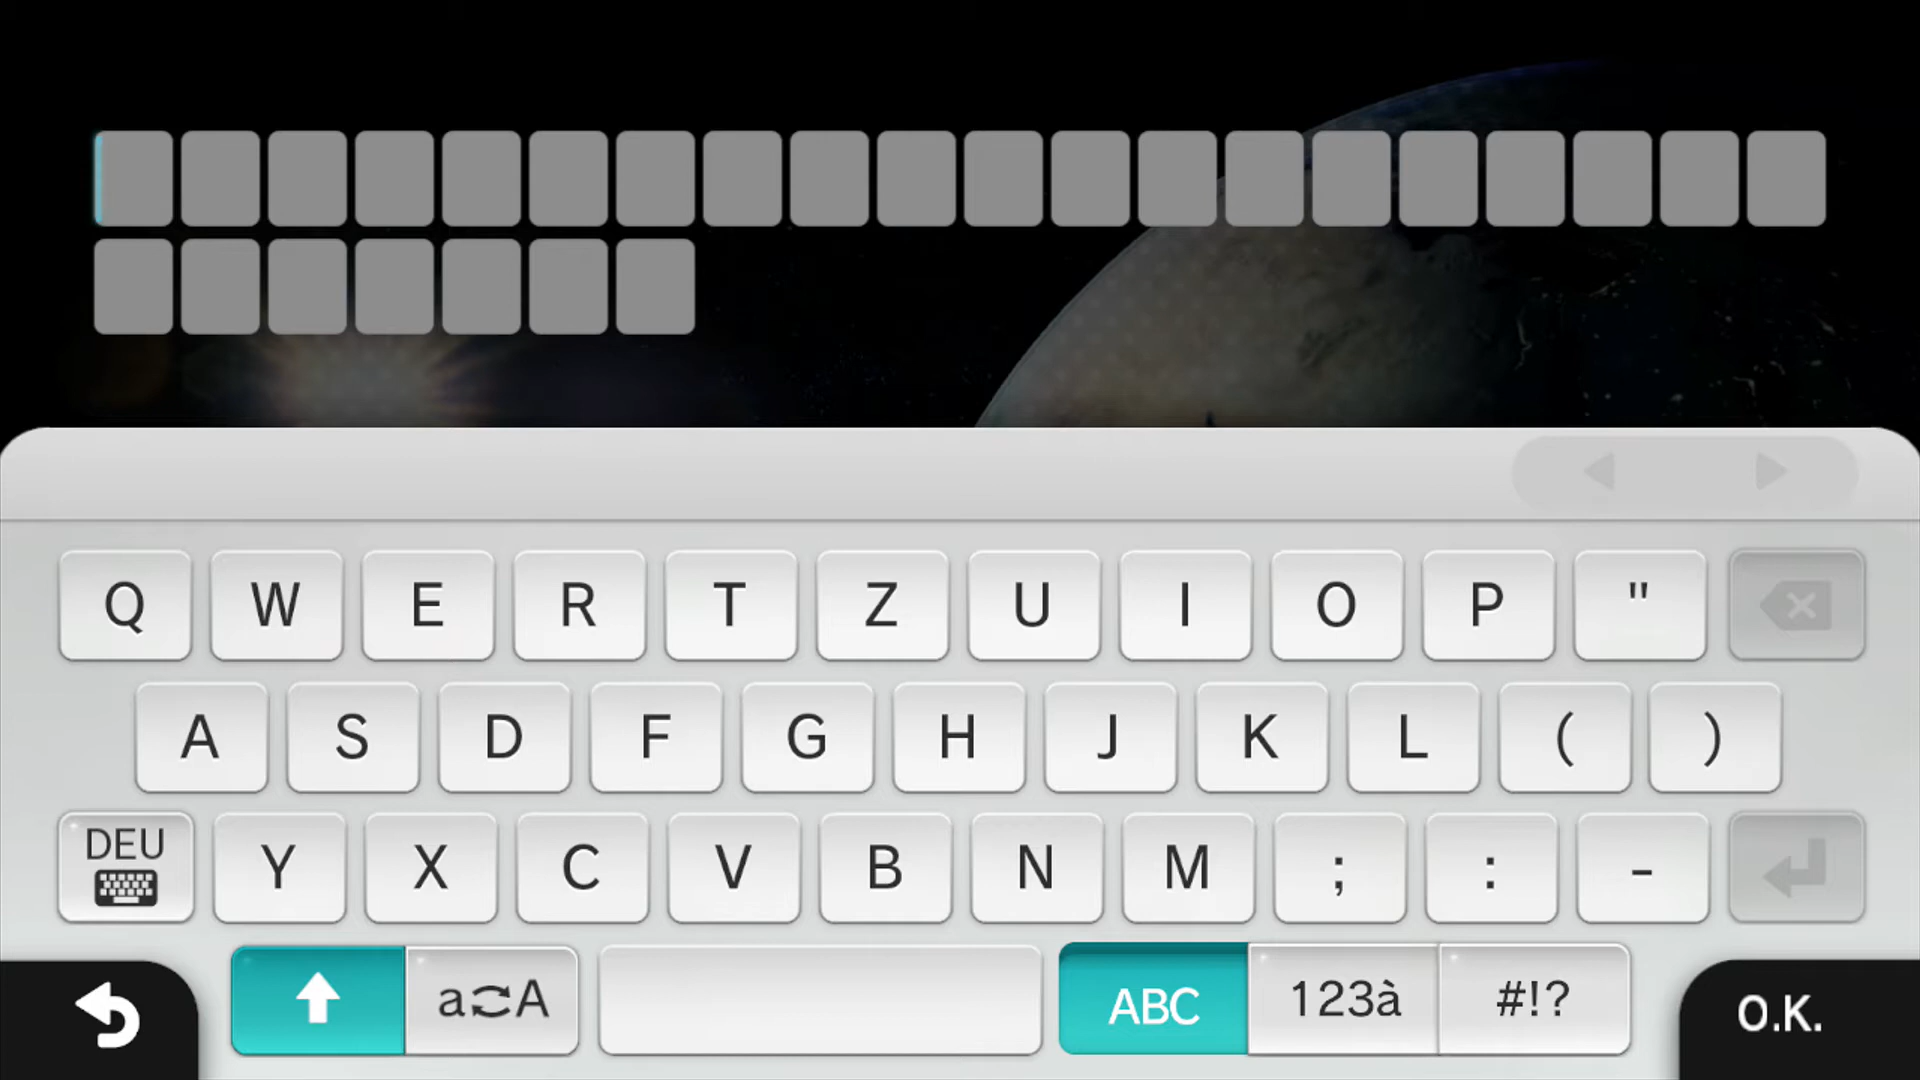 Q W E R T Z U I O P "
A S D F G H J K L ( )
DEU Y X C V B N M ; : -
a A ABC 123à #!? O.K.